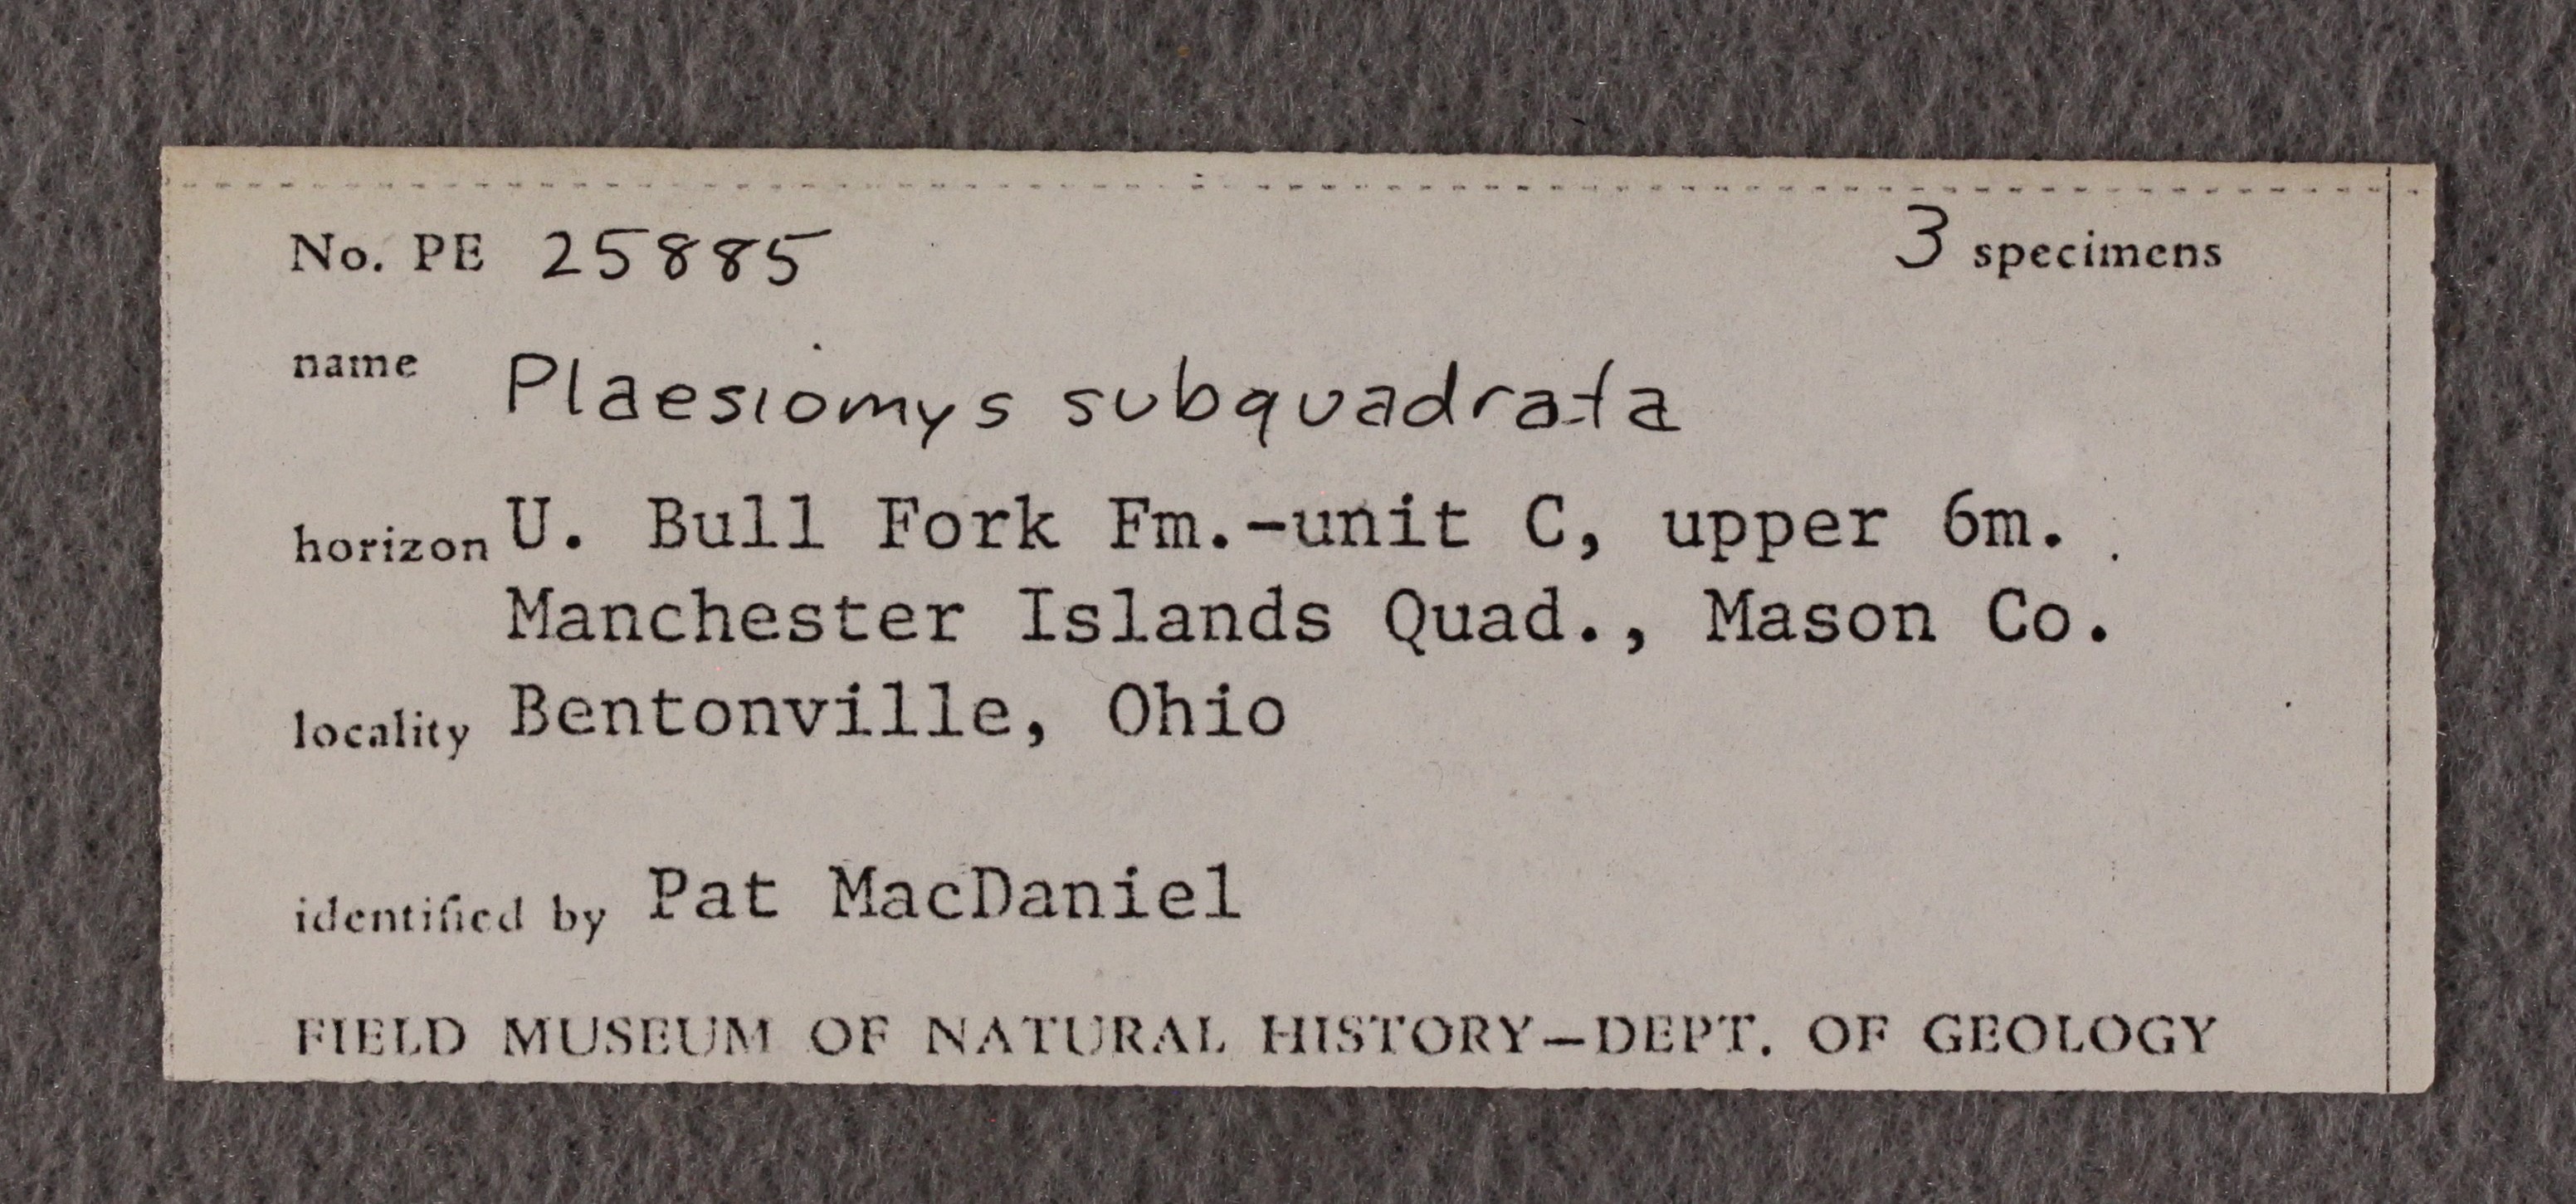 No. PE 25885 3 specimens
name Plaesiomys subquadrata
horizon U. Bull Fork Fm.-unit C, upper 6m.
Manchester Islands Quad., Mason Co.
locality Bentonville, Ohio
identified by Pat MacDaniel
FIELD MUSEUM OF NATURAL HISTORY—DEPT. OF GEOLOGY